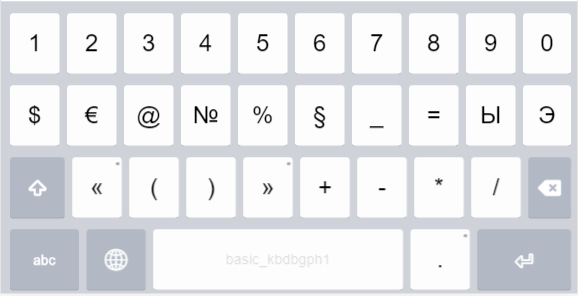 1 2 3 4 5 6 7 8 9 0
$ € @ № % § _ = Ы Э
« ( ) » + - * /
abc basic_kbdbgph1 .